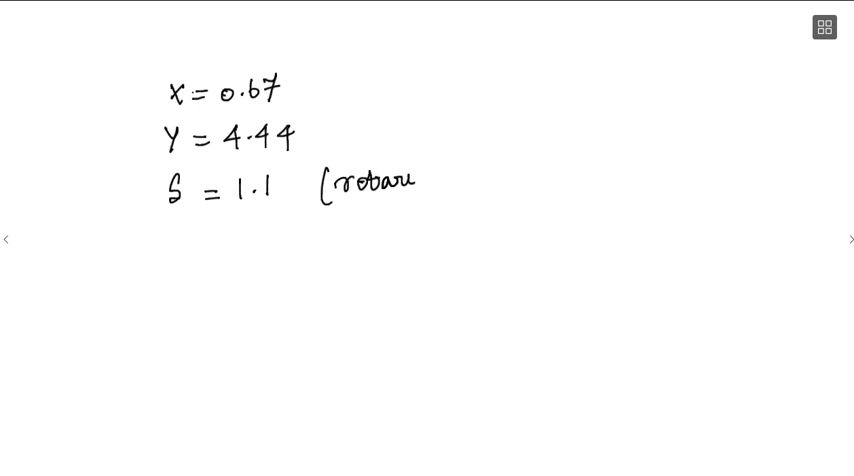 X = 0.67
Y = 4.44
S = 1.1